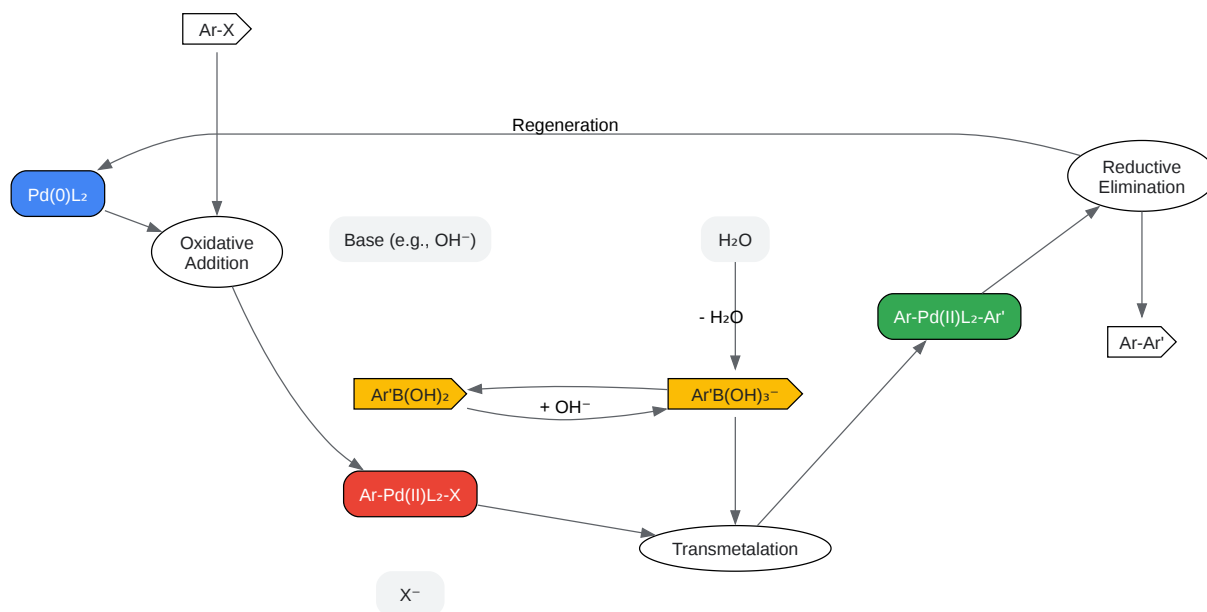 Ar-X
Regeneration
Pd(0)L₂
Oxidative
Addition
Base (e.g., OH⁻)
H₂O
Reductive
Elimination
- H₂O
Ar-Pd(II)L₂-Ar'
Ar-Ar'
Ar'B(OH)₂
+ OH⁻
Ar'B(OH)₃⁻
Ar-Pd(II)L₂-X
Transmetalation
X⁻